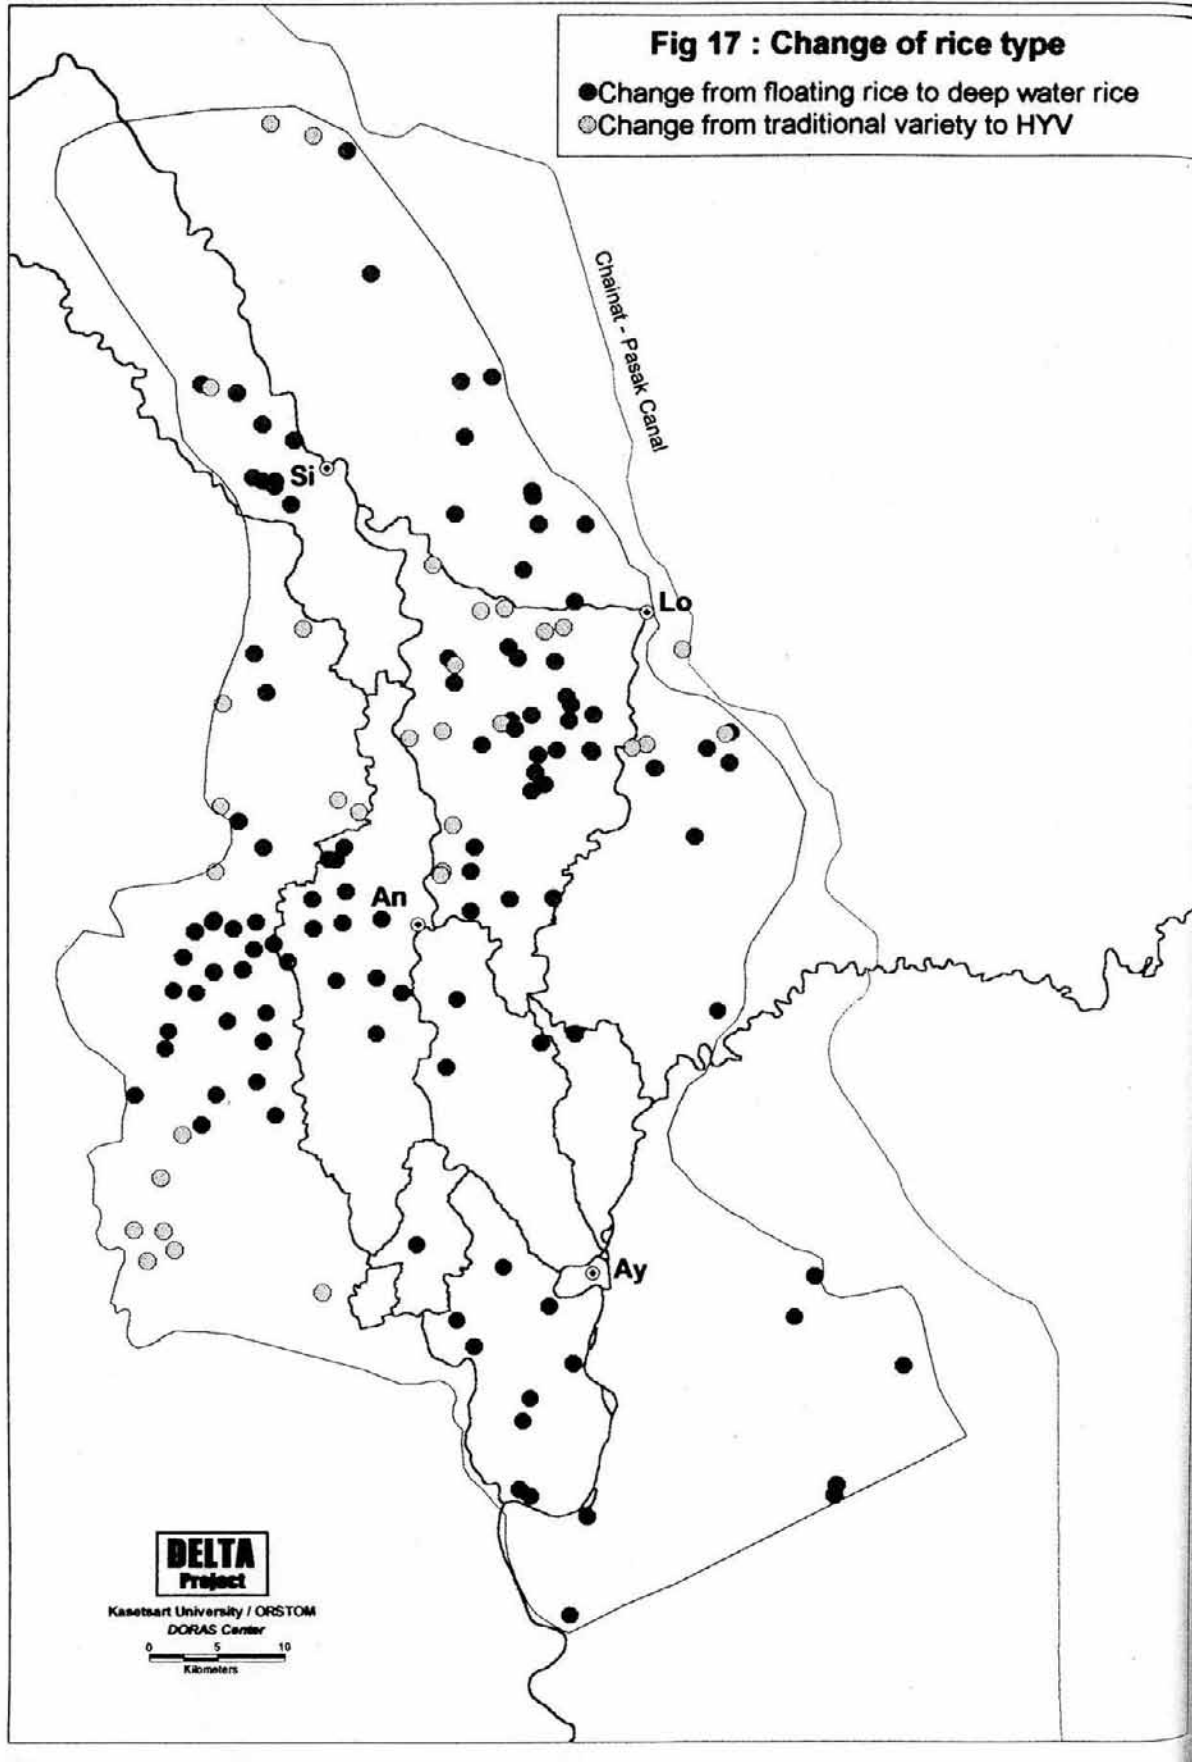 Fig 17 : Change of rice type
Change from floating rice to deep water rice
Change from traditional variety to HYV
Chainat - Pasak Canal
Si
Lo
An
Ay
DELTA
Project
Kasetsart University / ORSTOM
DORAS Center
0 5 10
Kilometers